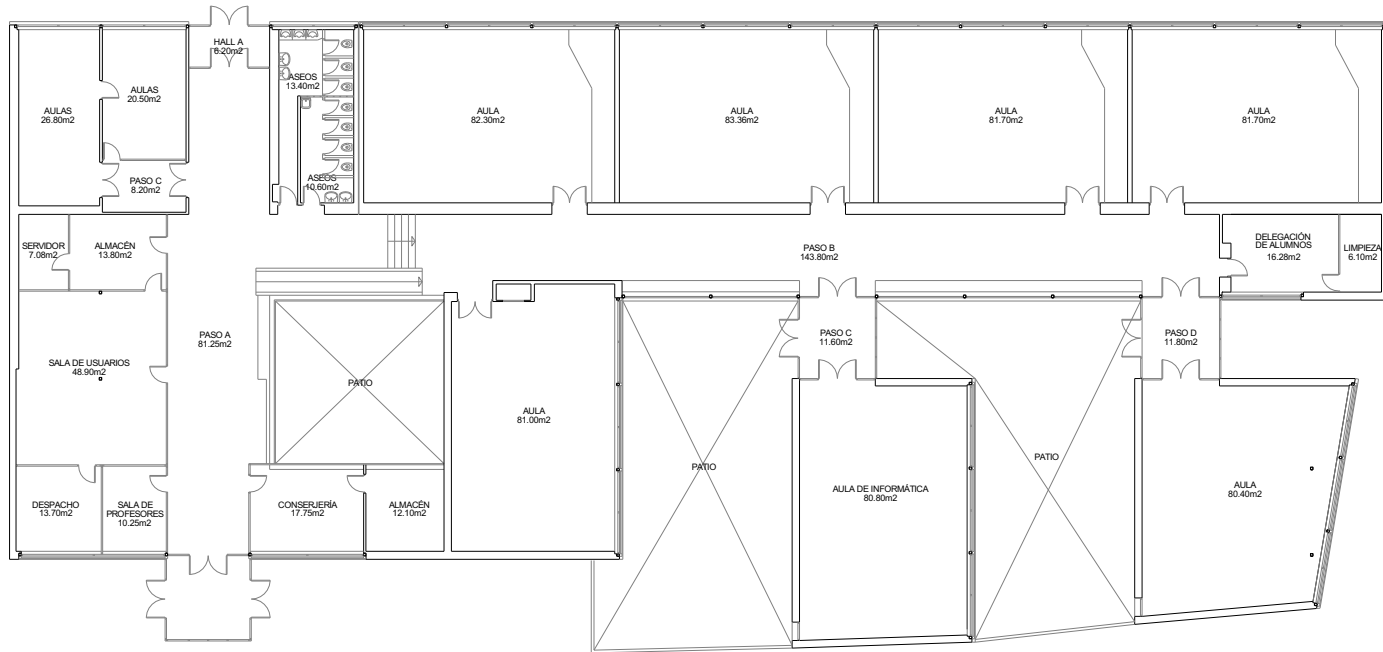 HALL A
6.20m2
ASEOS
13.40m2
AULAS
26.80m2
AULAS
20.50m2
AULA
82.30m2
AULA
83.36m2
AULA
81.70m2
AULA
81.70m2
PASO C
8.20m2
ASEOS
10.60m2
SERVIDOR
7.08m2
ALMACÉN
13.80m2
PASO B
143.80m2
DELEGACIÓN
DE ALUMNOS
16.28m2
LIMPIEZA
6.10m2
PASO A
81.25m2
PASO C
11.60m2
PASO D
11.80m2
SALA DE USUARIOS
48.90m2
PATIO
AULA
81.00m2
PATIO
PATIO
AULA DE INFORMÁTICA
80.80m2
AULA
80.40m2
DESPACHO
13.70m2
SALA DE
PROFESORES
10.25m2
CONSERJERÍA
17.75m2
ALMACÉN
12.10m2